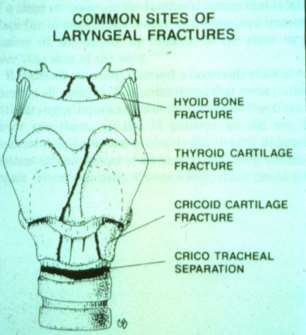 COMMON SITES OF
LARYNGEAL FRACTURES
HYOID BONE
FRACTURE
THYROID CARTILAGE
FRACTURE
CRICOID CARTILAGE
FRACTURE
CRICO TRACHEAL
SEPARATION